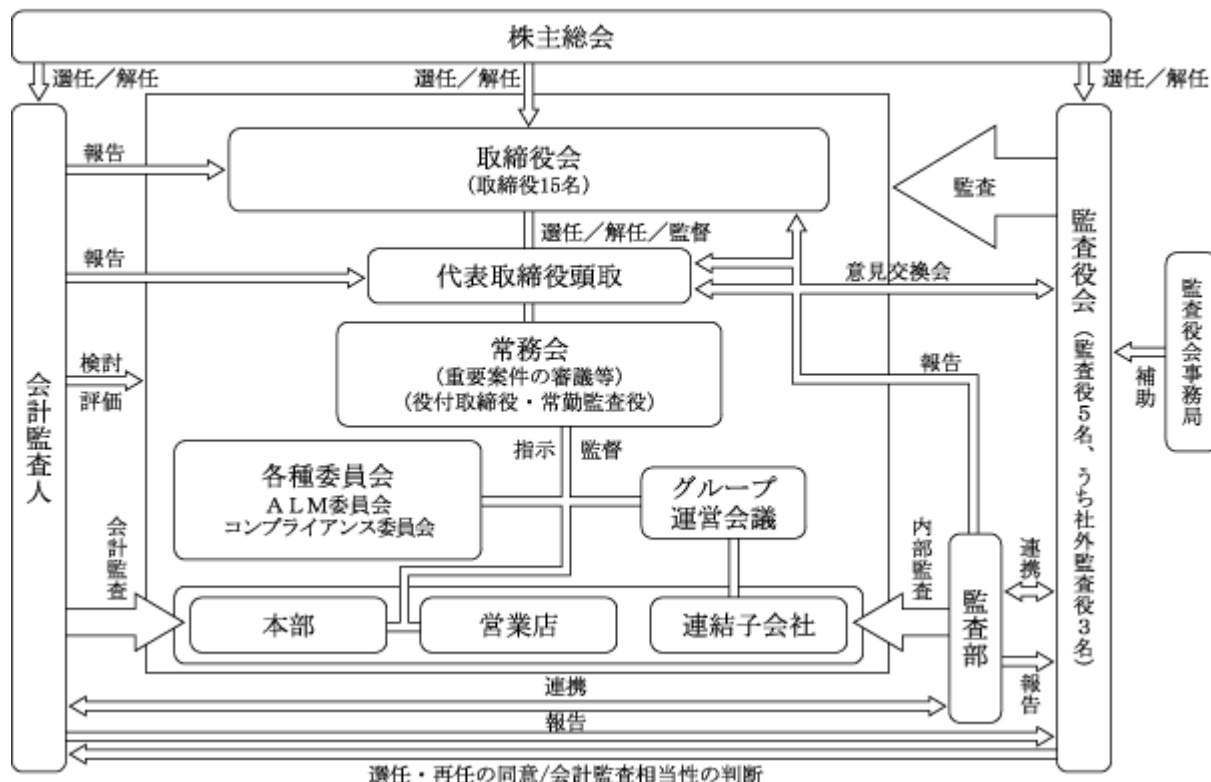 株主総会
選任／解任
選任／解任
選任／解任
取締役会
(取締役15名)
報告
監査
選任／解任／監督
代表取締役頭取
報告
意見交換会
常務会
(重要案件の審議等)
(役付取締役・常勤監査役)
検討
評価
報告
補助
監査役会事務局
会計監査人
監査役会（監査役5名、うち社外監査役3名）
指示
監督
各種委員会
ALM委員会
コンプライアンス委員会
グループ
運営会議
会計監査
内部監査
連携
本部
営業店
連結子会社
監査部
報告
連携
報告
選任・再任の同意/会計監査相当性の判断